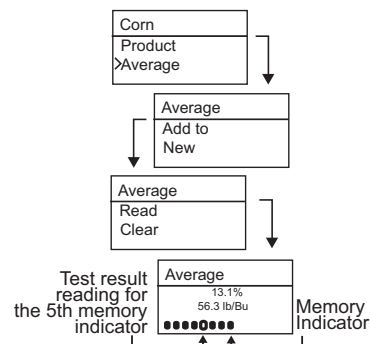 Corn
Product
>Average
Average
Add to
New
Average
Read
Clear
Test result
reading for
the 5th memory
indicator
Average
13.1%
56.3 lb/Bu
Memory
Indicator